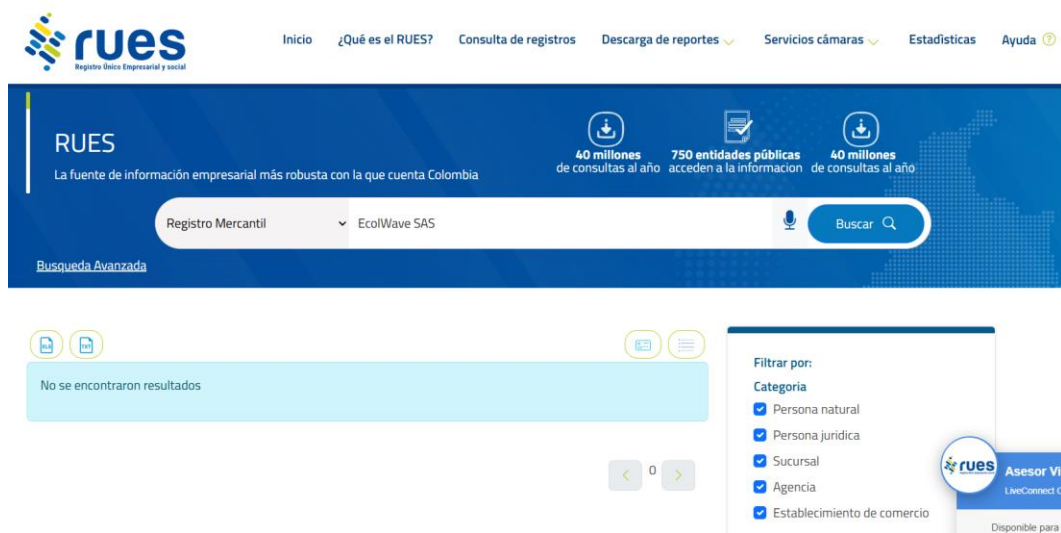 rues
Registro Único Empresarial y social
Inicio
¿Qué es el RUES?
Consulta de registros
Descarga de reportes
Servicios cámaras
Estadìsticas
Ayuda ?
RUES
La fuente de información empresarial más robusta con la que cuenta Colombia
40 millones
de consultas al año
750 entidades públicas
acceden a la informacion
40 millones
de consultas al año
Registro Mercantil
EcolWave SAS
Buscar
Busqueda Avanzada
XLS
TXT
No se encontraron resultados
0
Filtrar por:
Categoria
Persona natural
Persona juridica
Sucursal
Agencia
Establecimiento de comercio
rues
Asesor Vi
LiveConnect C
Disponible para